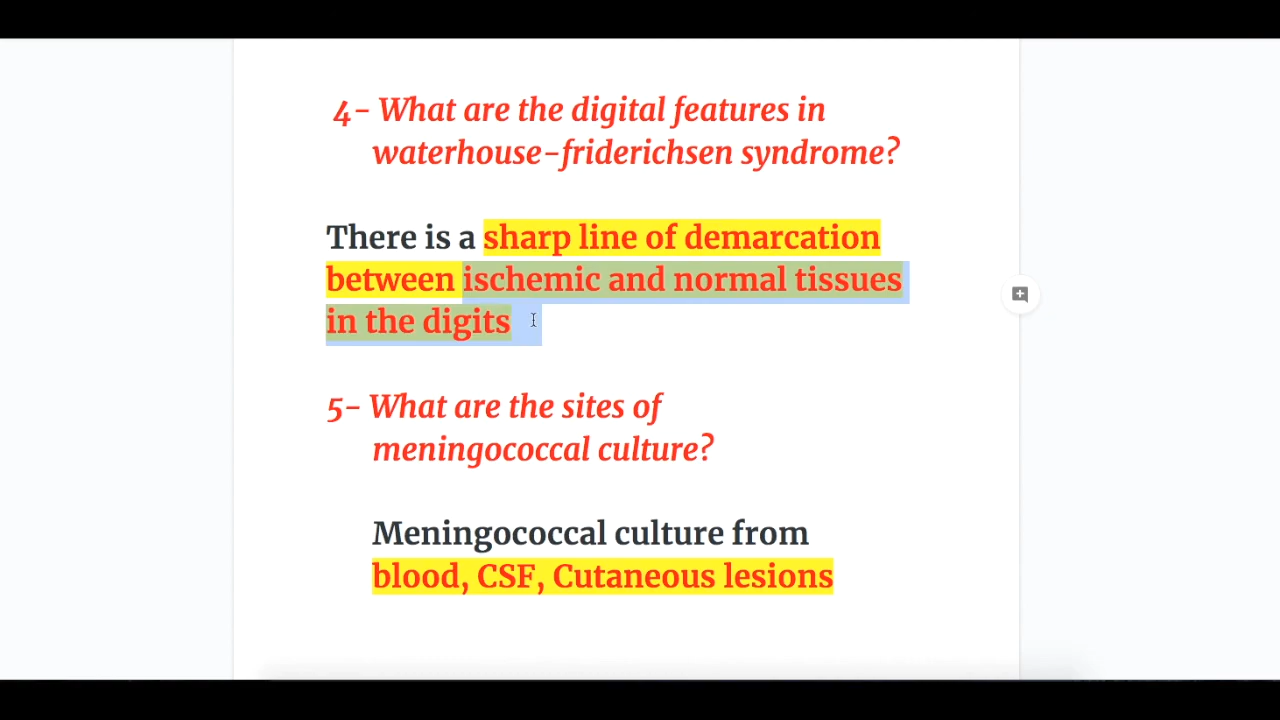 4- What are the digital features in
waterhouse-friderichsen syndrome?
There is a sharp line of demarcation
between ischemic and normal tissues
in the digits
5- What are the sites of
meningococcal culture?
Meningococcal culture from
blood, CSF, Cutaneous lesions